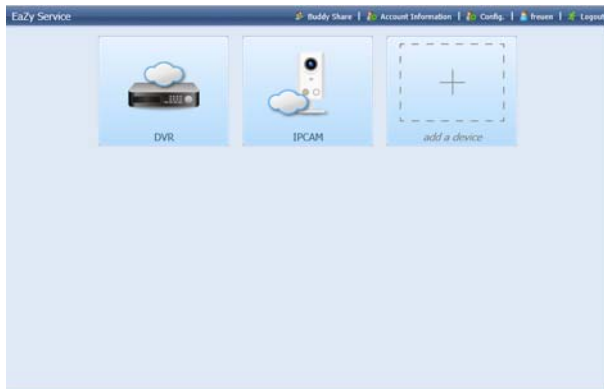 EaZy Service
Buddy Share | Account Information | Config. | freuen | Logout
DVR
IPCAM
add a device